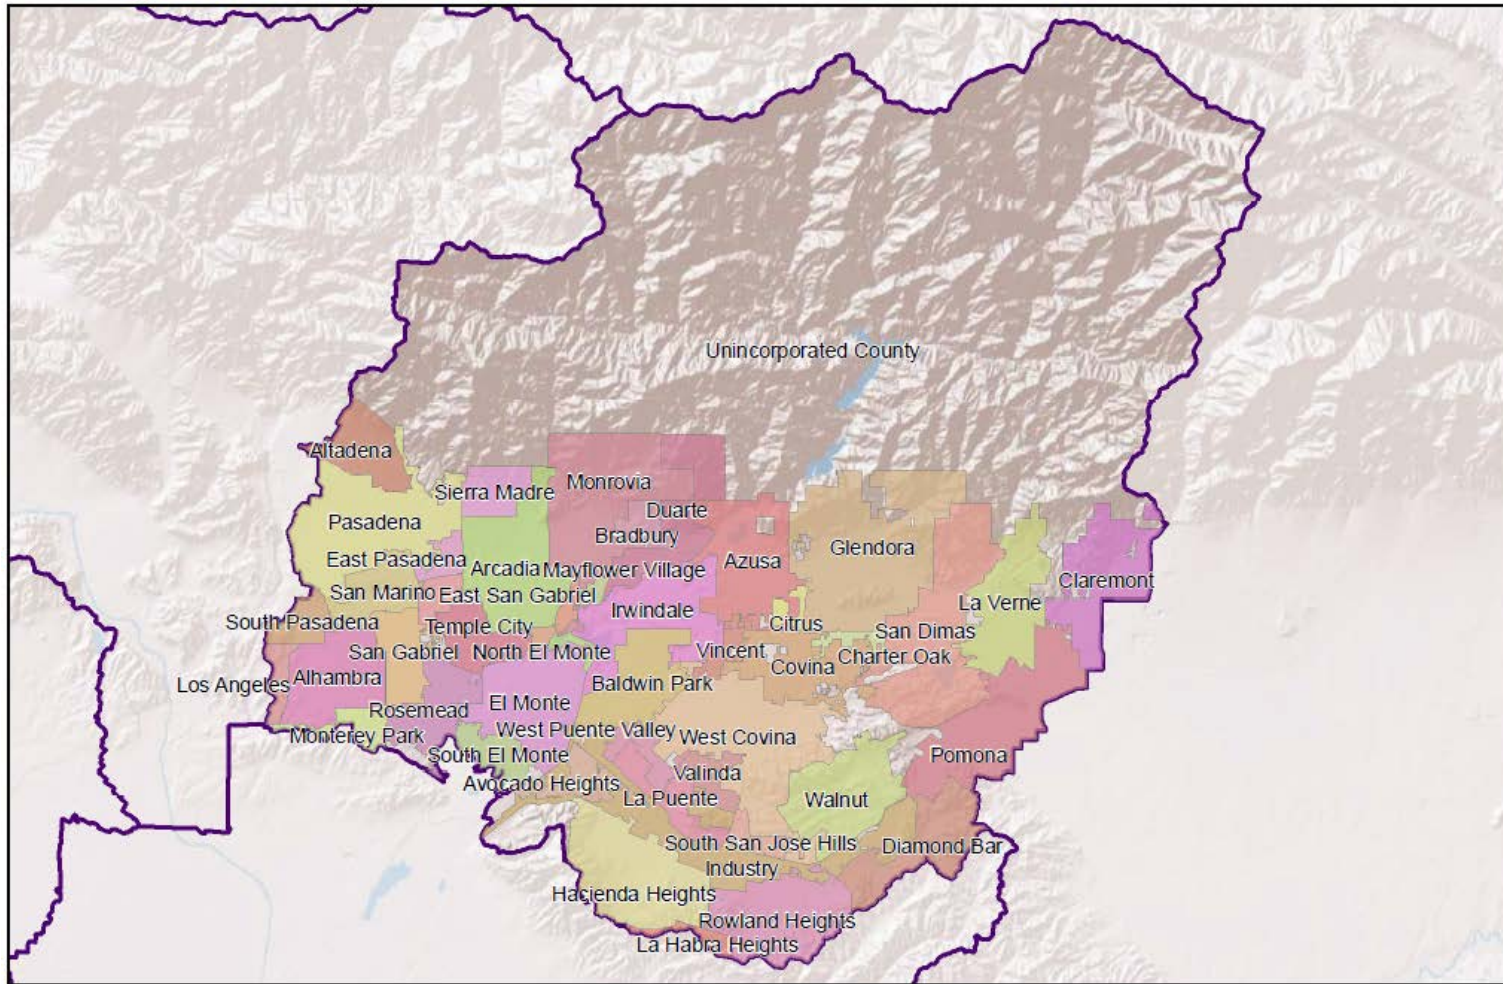 Unincorporated County
Altadena
Sierra Madre
Monrovia
Duarte
Pasadena
Bradbury
Glendora
East Pasadena
Arcadia
Mayflower Village
Azusa
Claremont
San Marino
East San Gabriel
Irwindale
La Verne
South Pasadena
Temple City
Citrus
San Dimas
San Gabriel
North El Monte
Vincent
Covina
Charter Oak
Los Angeles
Alhambra
Baldwin Park
Rosemead
El Monte
Monterey Park
West Puente Valley
West Covina
South El Monte
Pomona
Avocado Heights
Valinda
La Puente
Walnut
South San Jose Hills
Diamond Bar
Industry
Hacienda Heights
Rowland Heights
La Habra Heights